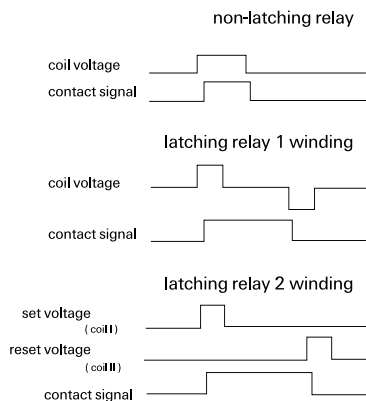 non-latching relay
coil voltage
contact signal
latching relay 1 winding
coil voltage
contact signal
latching relay 2 winding
set voltage
( coil I )
reset voltage
( coil II )
contact signal